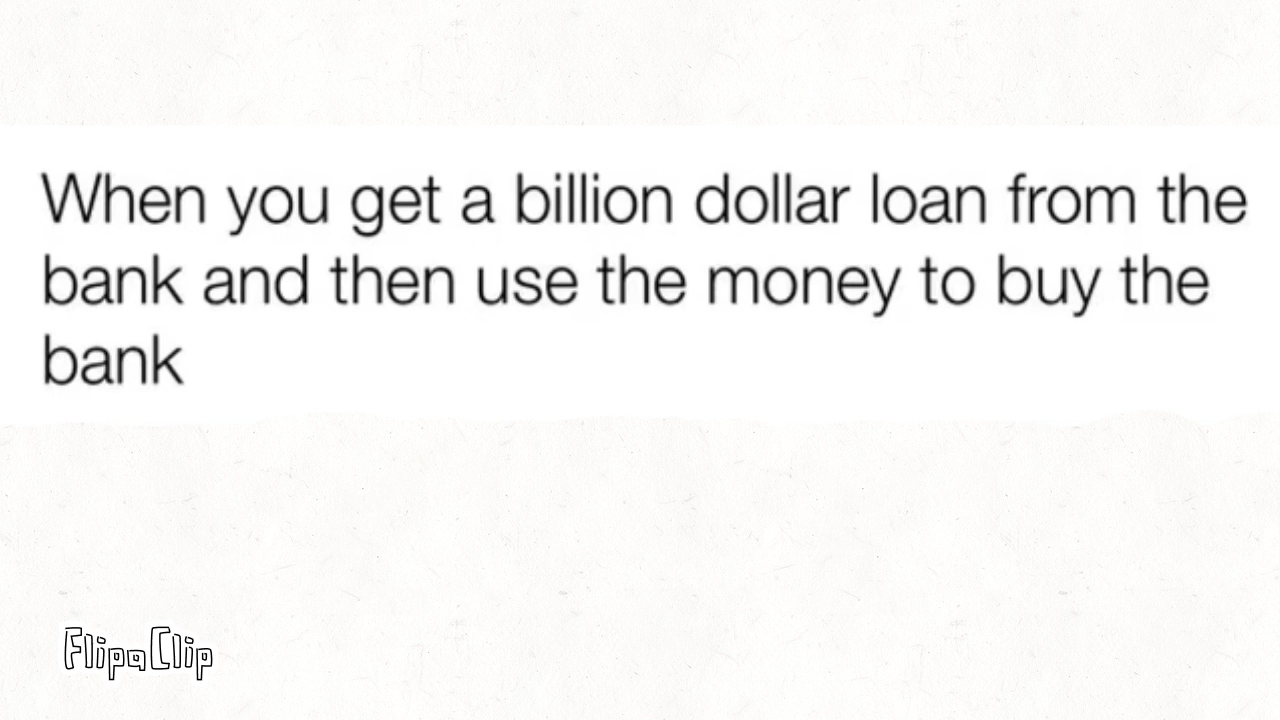 When you get a billion dollar loan from the
bank and then use the money to buy the
bank
FlipaClip